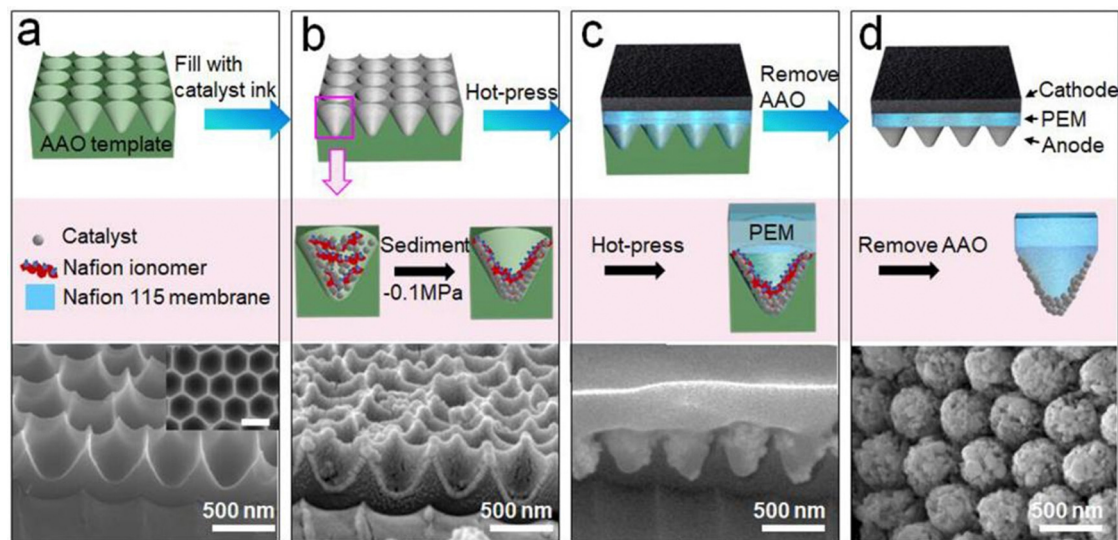 a
Fill with
catalyst ink
AAO template
b
Hot-press
c
Remove
AAO
d
Cathode
PEM
Anode
Catalyst
Nafion ionomer
Nafion 115 membrane
Sediment
-0.1MPa
Hot-press
PEM
Remove AAO
500 nm
500 nm
500 nm
500 nm